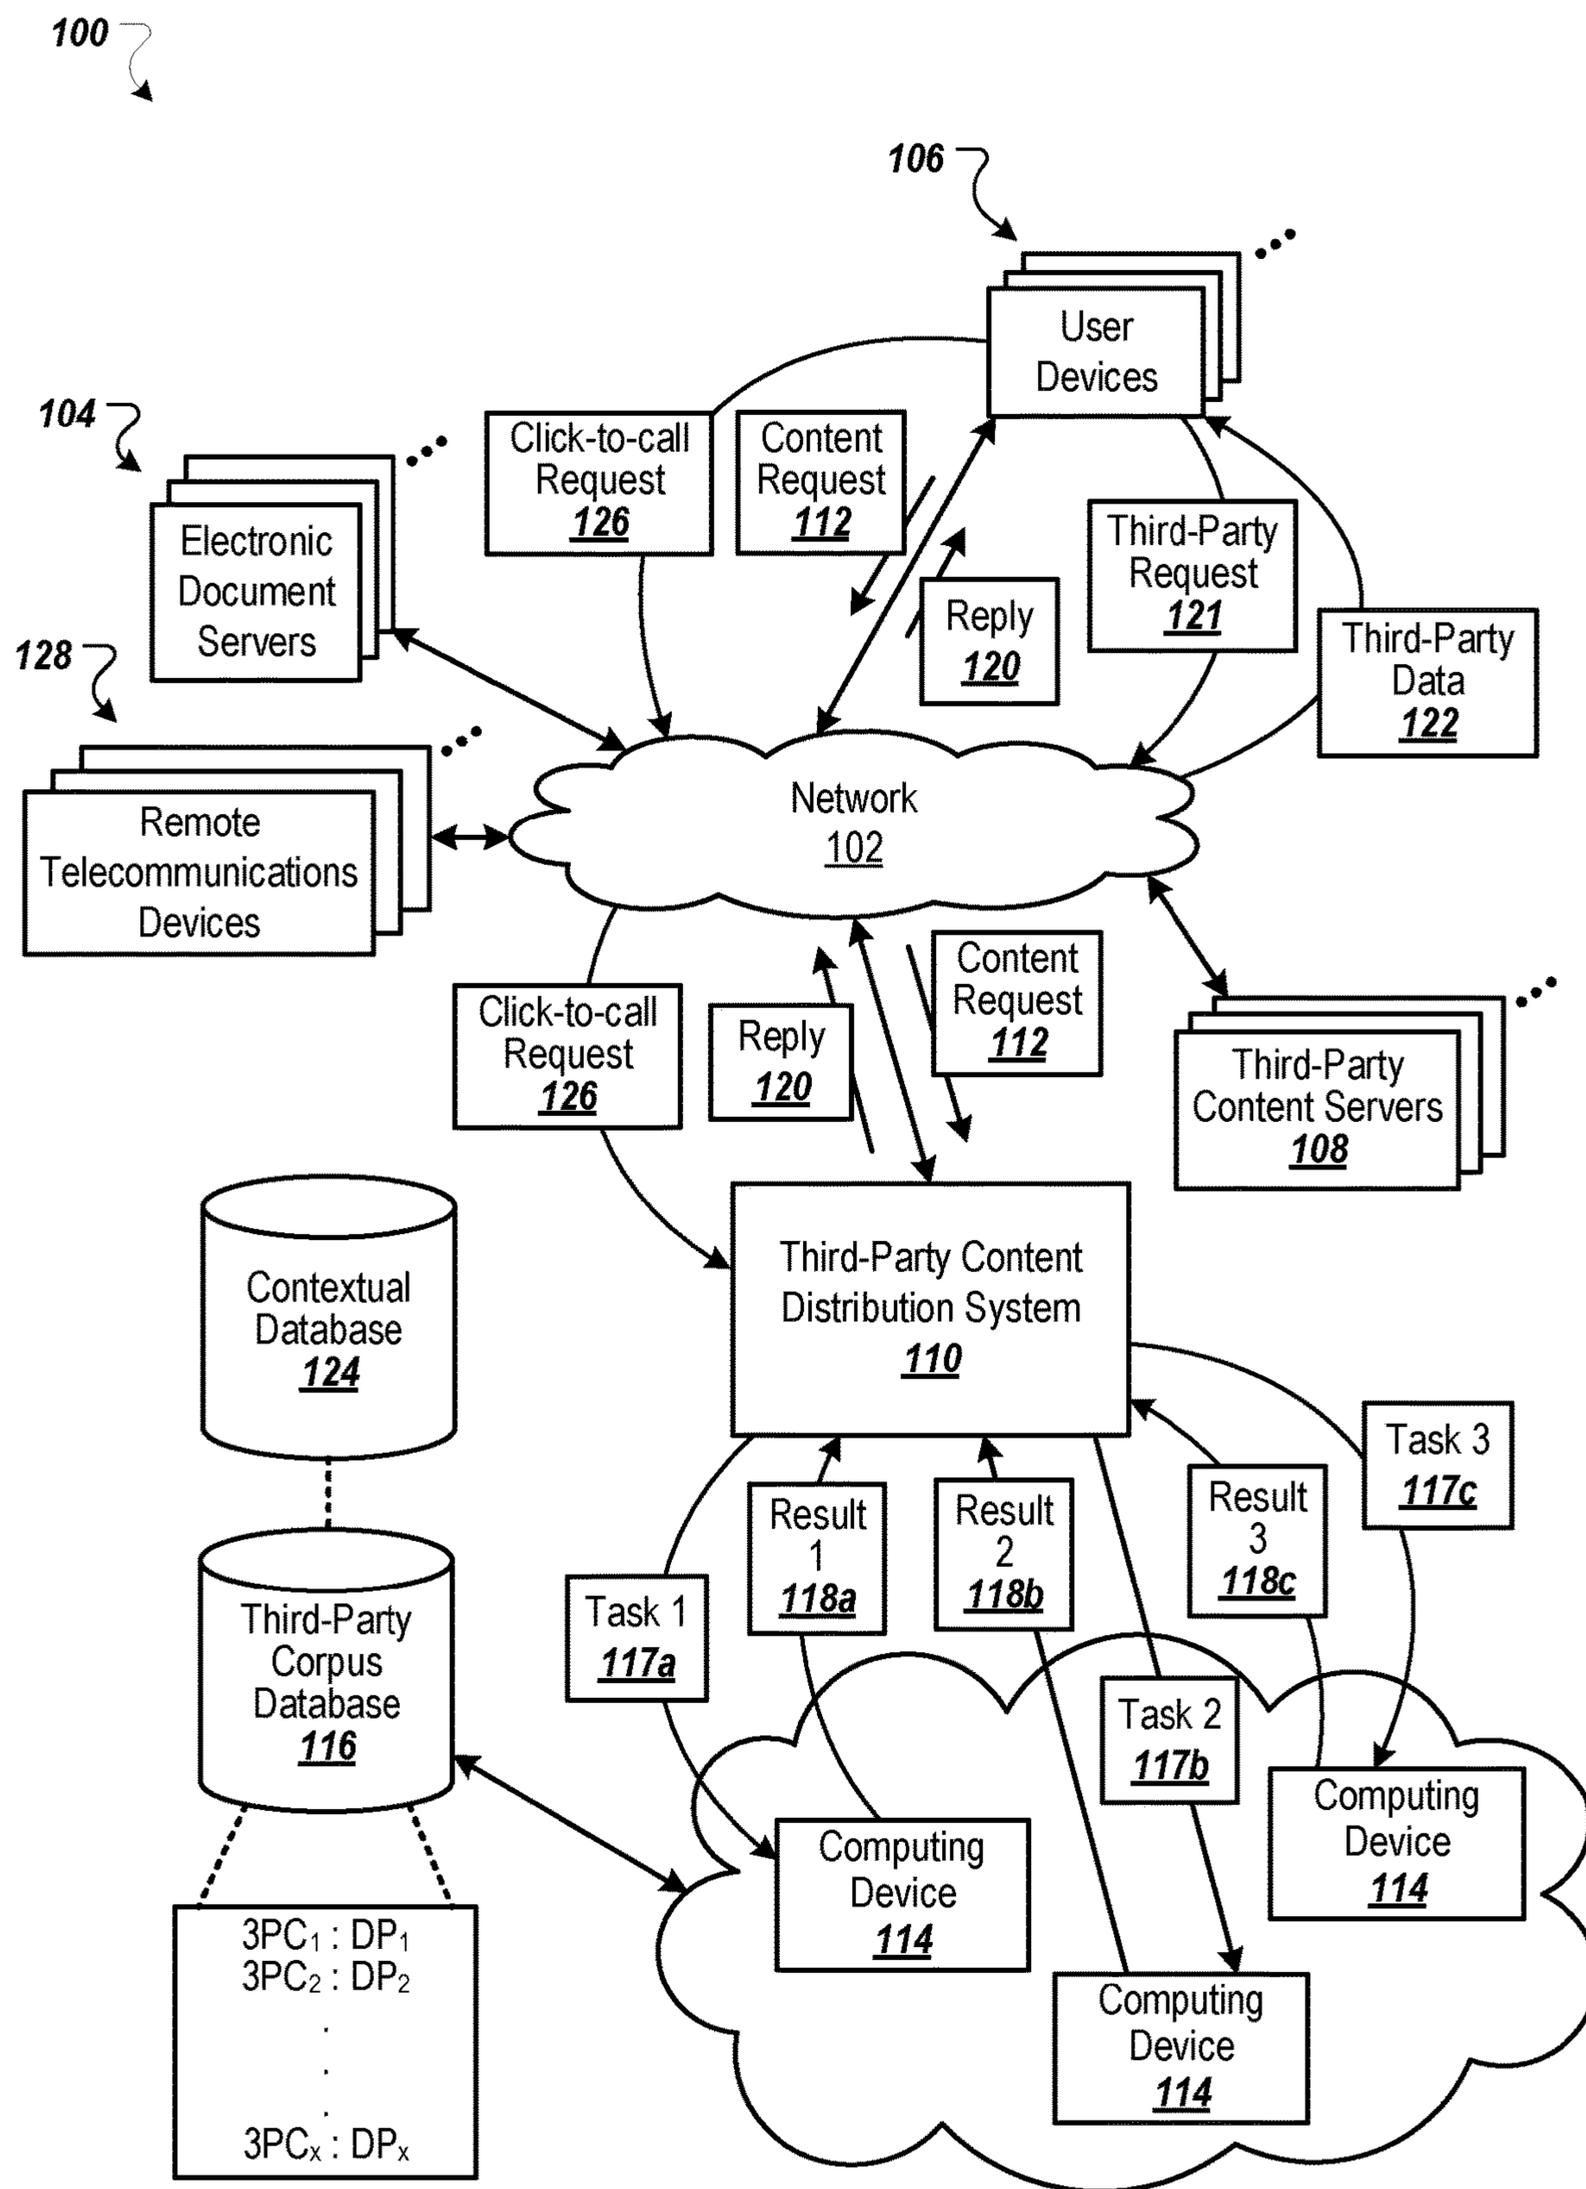 100
106
User
Devices
104
Click-to-call
Request
126
Content
Request
112
Electronic
Document
Servers
Third-Party
Request
121
Reply
120
Third-Party
Data
122
128
Remote
Telecommunications
Devices
Network
102
Click-to-call
Request
126
Reply
120
Content
Request
112
Third-Party
Content Servers
108
Third-Party Content
Distribution System
110
Contextual
Database
124
Task 3
117c
Result
1
118a
Result
2
118b
Result
3
118c
Task 1
117a
Third-Party
Corpus
Database
116
Task 2
117b
Computing
Device
114
Computing
Device
114
Computing
Device
114
3PC₁ : DP₁
3PC₂ : DP₂
.
.
.
3PCₓ : DPₓ